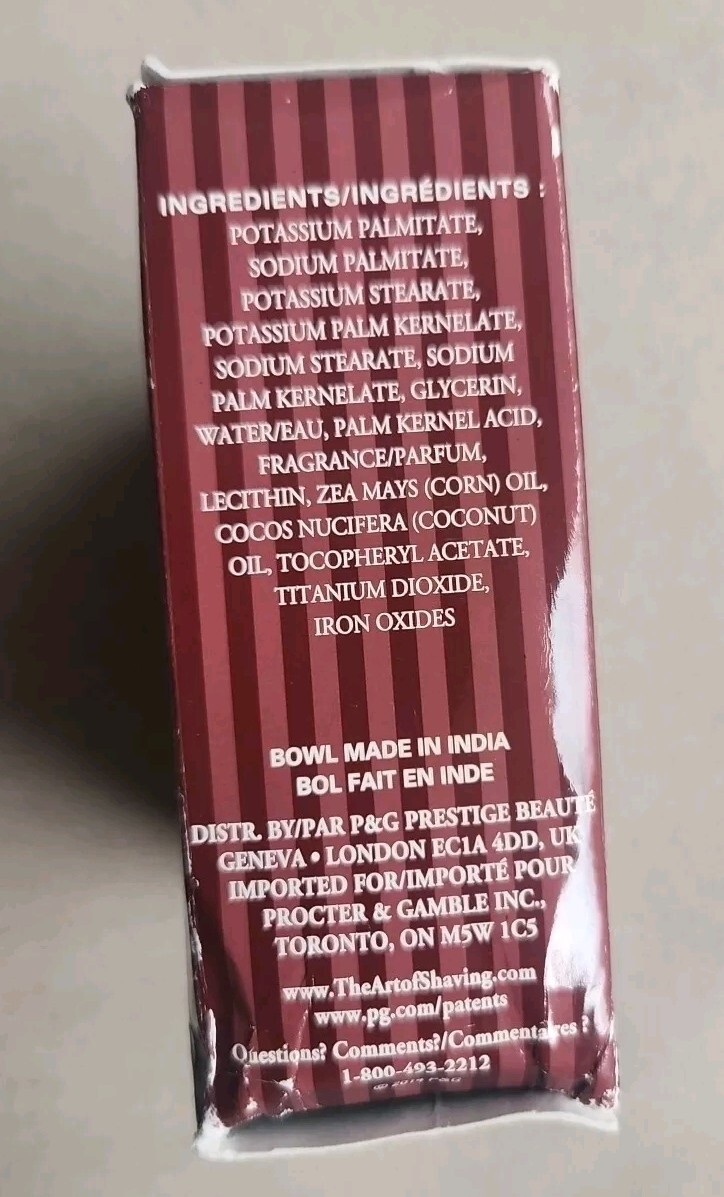 INGREDIENTS/INGRÉDIENTS :
POTASSIUM PALMITATE,
SODIUM PALMITATE,
POTASSIUM STEARATE,
POTASSIUM PALM KERNELATE,
SODIUM STEARATE, SODIUM
PALM KERNELATE, GLYCERIN,
WATER/EAU, PALM KERNEL ACID,
FRAGRANCE/PARFUM,
LECITHIN, ZEA MAYS (CORN) OIL,
COCOS NUCIFERA (COCONUT)
OIL, TOCOPHERYL ACETATE,
TITANIUM DIOXIDE,
IRON OXIDES
BOWL MADE IN INDIA
BOL FAIT EN INDE
DISTR. BY/PAR P&G PRESTIGE BEAUTÉ
GENEVA • LONDON EC1A 4DD, UK
IMPORTED FOR/IMPORTÉ POUR
PROCTER & GAMBLE INC.,
TORONTO, ON M5W 1C5
www.TheArtofShaving.com
www.pg.com/patents
Questions? Comments?/Commentaires ?
1-800-493-2212
P&G